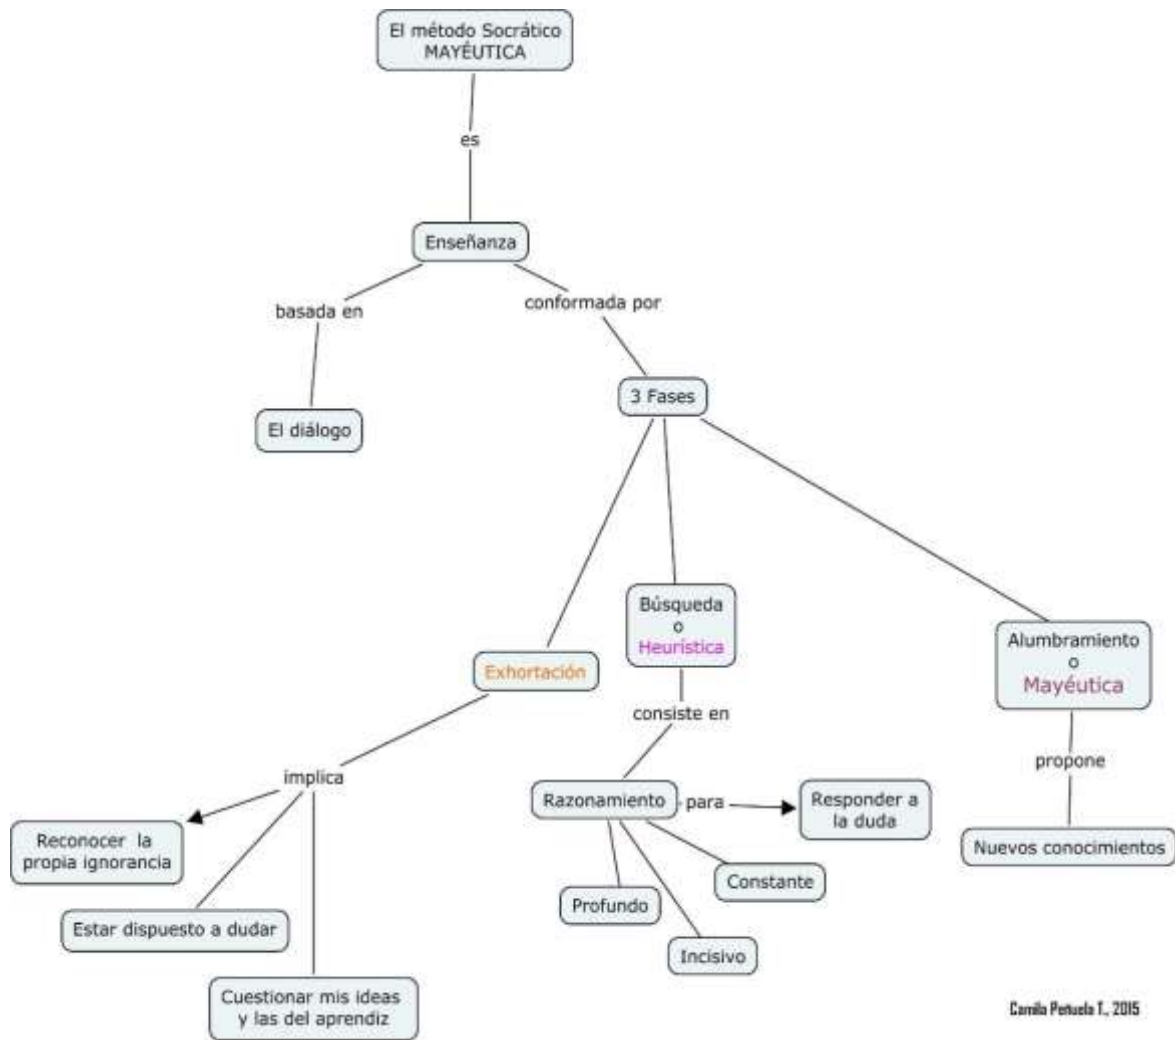 El método Socrático
MAYÉUTICA
es
Enseñanza
basada en
conformada por
El diálogo
3 Fases
Exhortación
Búsqueda
o
Heurística
Alumbramiento
o
Mayéutica
implica
consiste en
propone
Reconocer la
propia ignorancia
Estar dispuesto a dudar
Cuestionar mis ideas
y las del aprendiz
Razonamiento
para
Responder a
la duda
Profundo
Incisivo
Constante
Nuevos conocimientos
Camila Peñuela T., 2015